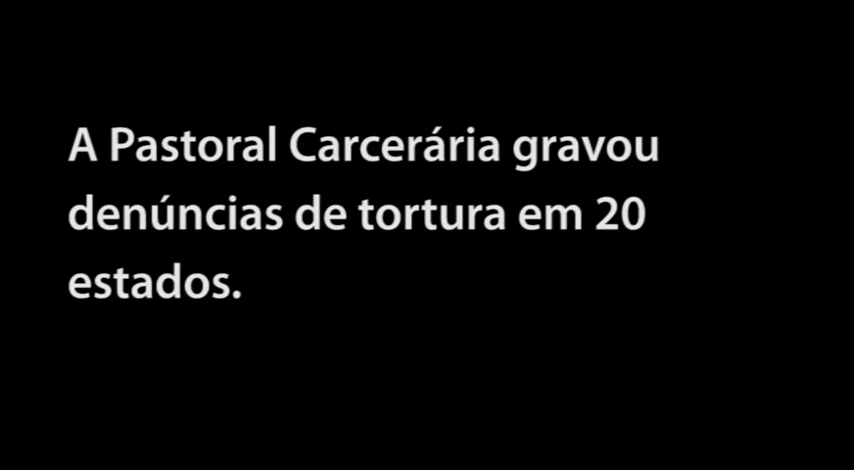 A Pastoral Carcerária gravou
denúncias de tortura em 20
estados.